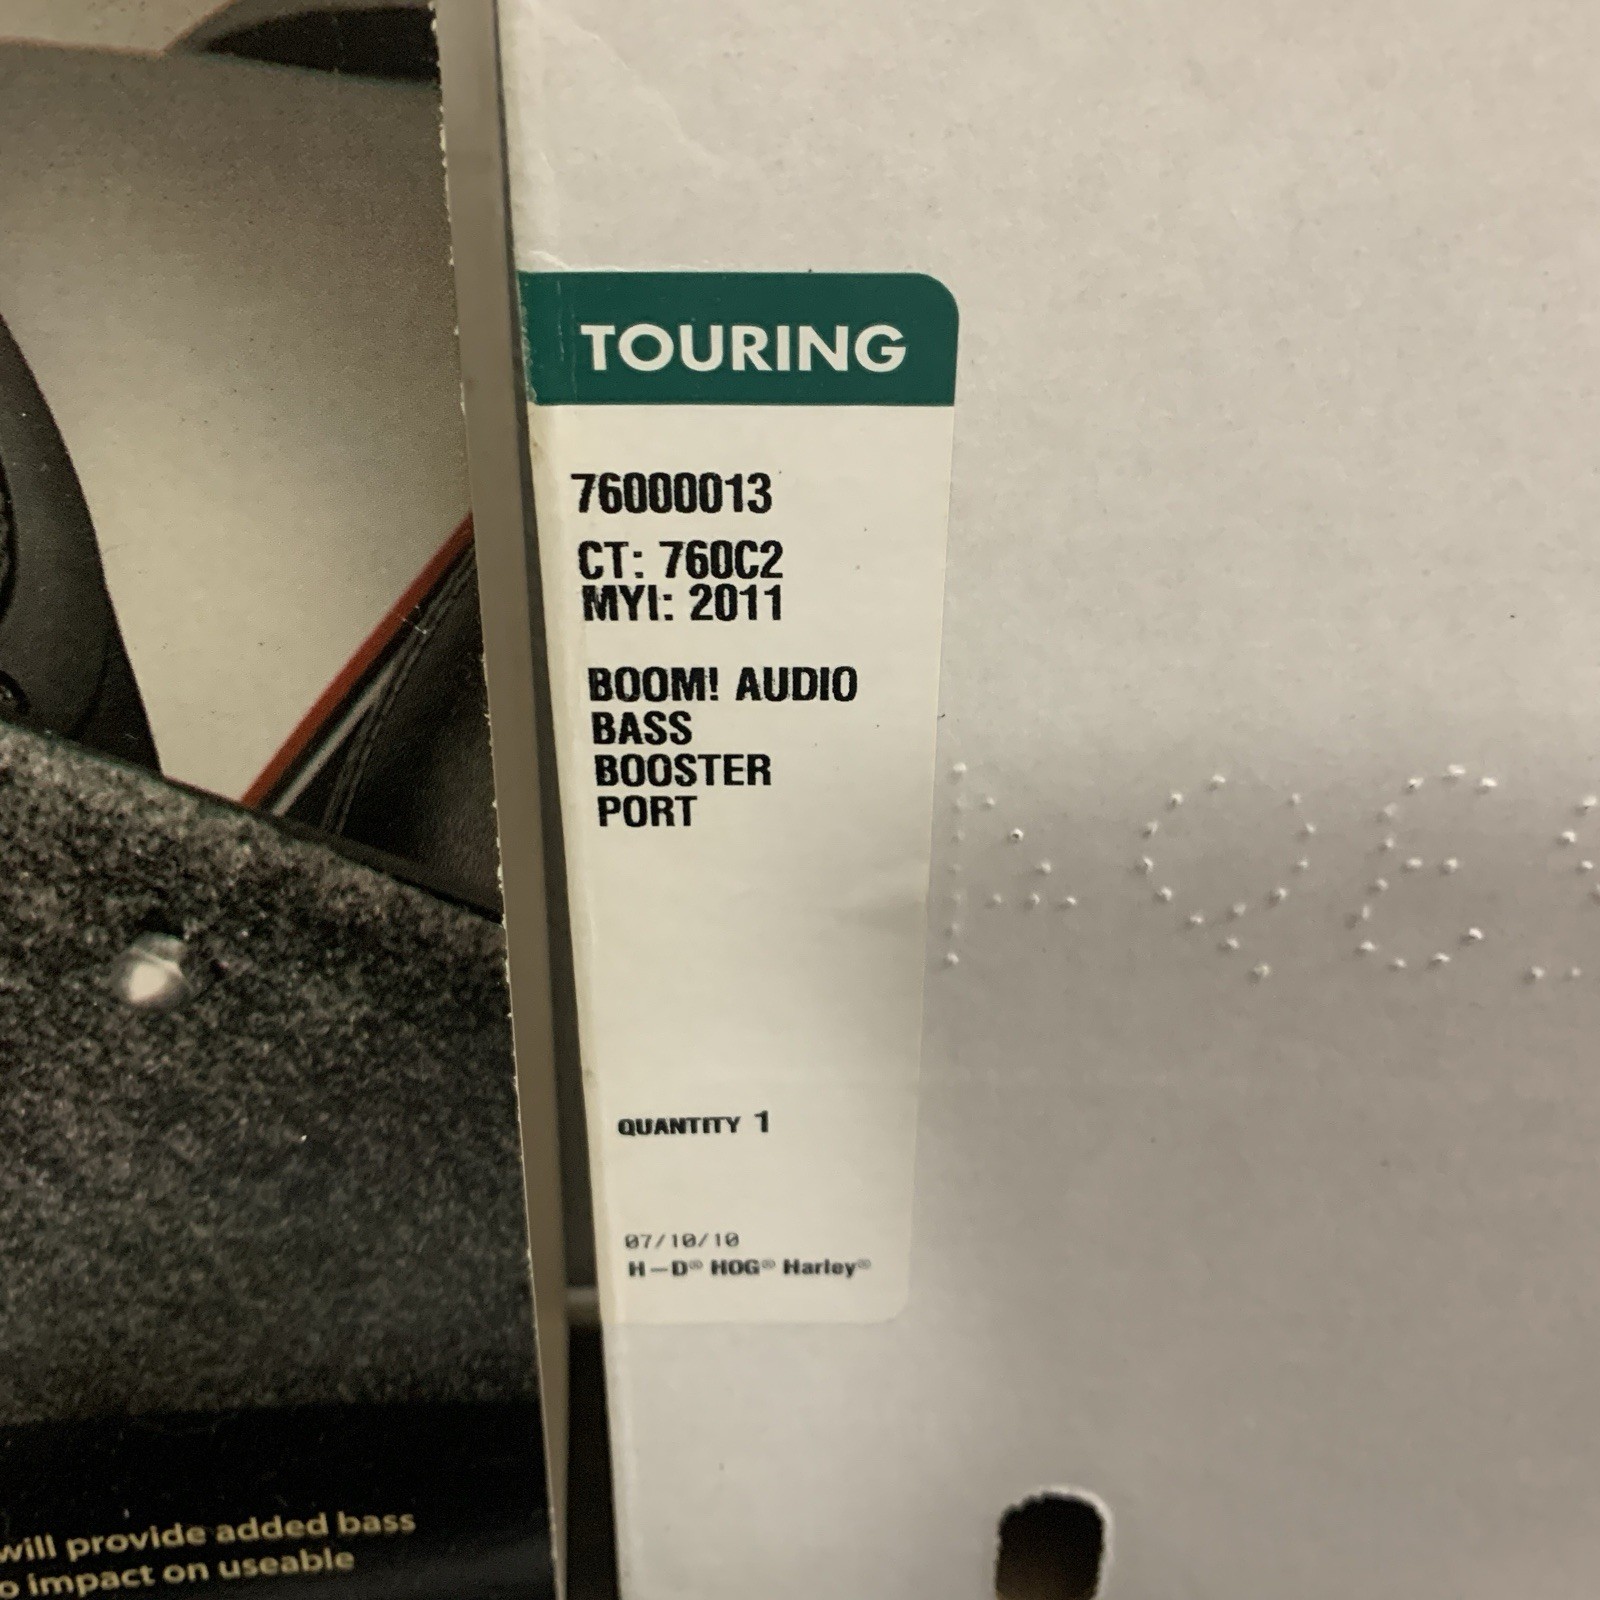 TOURING
76000013
CT: 760C2
MYI: 2011
BOOM! AUDIO
BASS
BOOSTER
PORT
QUANTITY 1
07/10/10
H-D® HOG® Harley®
will provide added bass
impact on useable